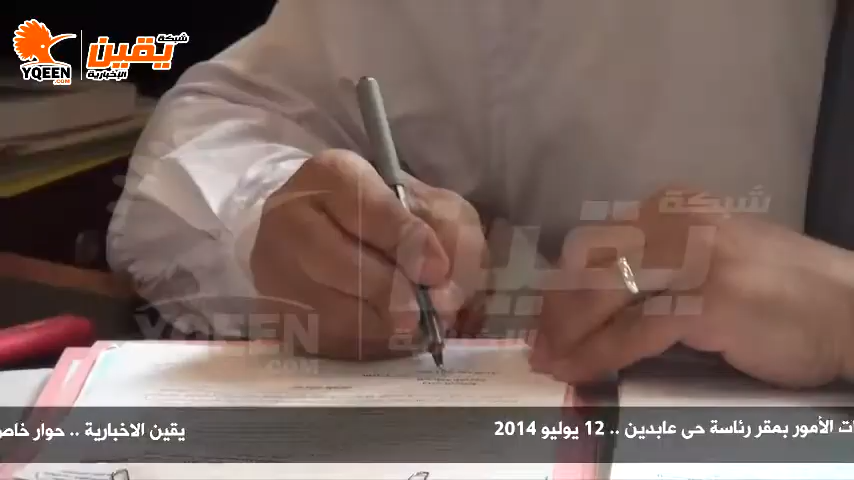 YQEEN
.COM
شبكة
يقين
الإخبارية
شبكة
يقين
الإخبارية
YQEEN
.COM
ات الأمور بمقر رئاسة حى عابدين .. 12 يوليو 2014
يقين الاخبارية .. حوار خاص